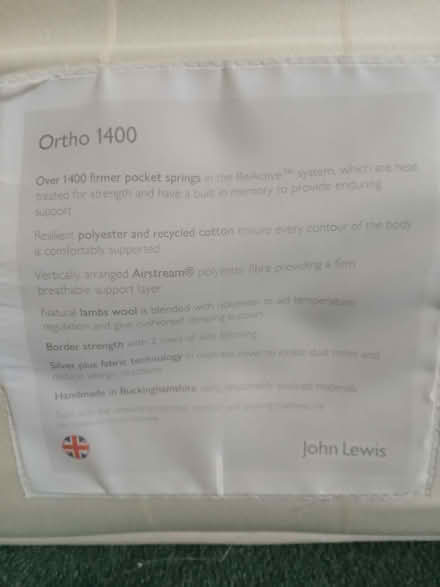 Ortho 1400
Over 1400 firmer pocket springs in the ReActive™ system, which are heat
treated for strength and have a built in memory to provide enduring
support
Resilient polyester and recycled cotton ensure every contour of the body
is comfortably supported
Vertically arranged Airstream® polyester fibre providing a firm
breathable support layer
Natural lambs wool is blended with polyester to aid temperature
regulation and give cushioned sleeping support
Border strength with 2 rows of side stitching
Silver plus fabric technology in
Handmade in Buckinghamshire
John Lewis